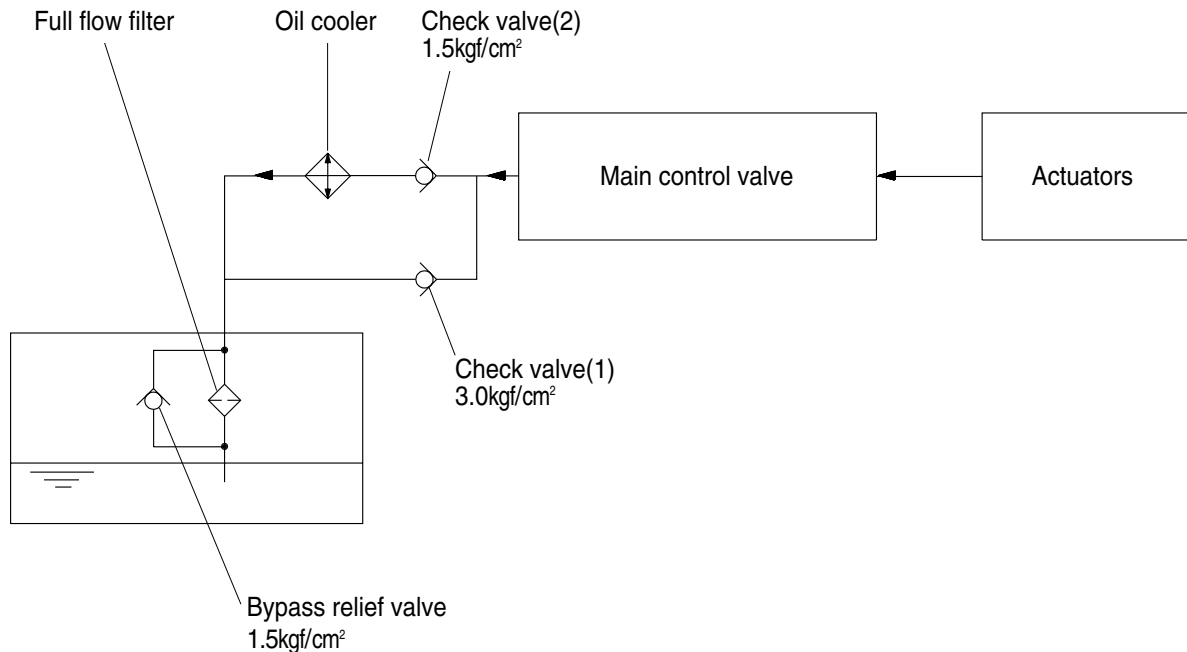 Full flow filter
Oil cooler
Check valve(2)
1.5kgf/cm²
Main control valve
Actuators
Check valve(1)
3.0kgf/cm²
Bypass relief valve
1.5kgf/cm²